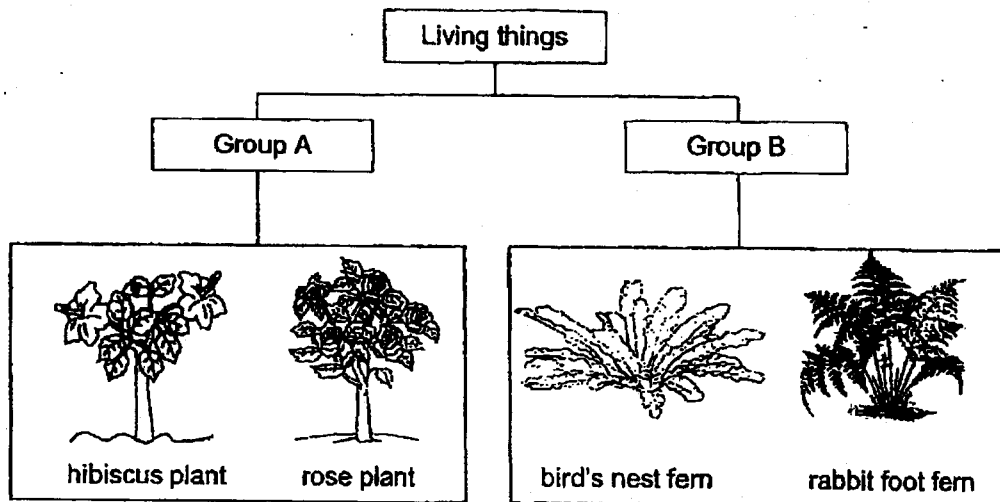 Living things
Group A
Group B
hibiscus plant
rose plant
bird's nest fern
rabbit foot fern